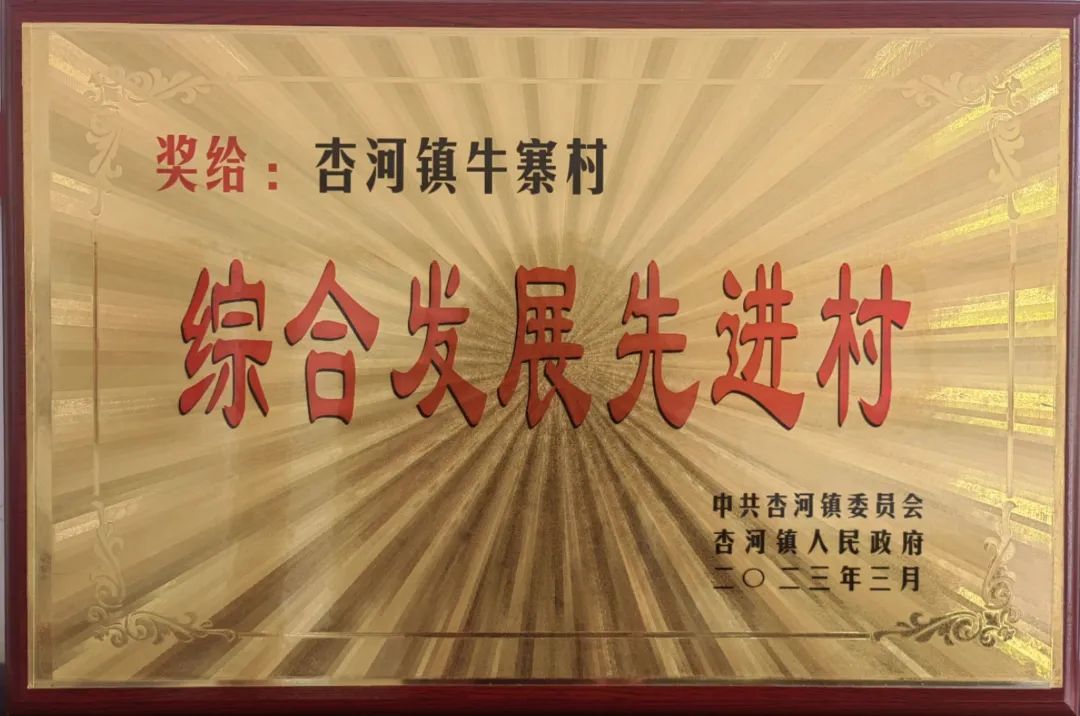 奖给：杏河镇牛寨村
综合发展先进村
中共杏河镇委员会
杏河镇人民政府
二〇二三年三月